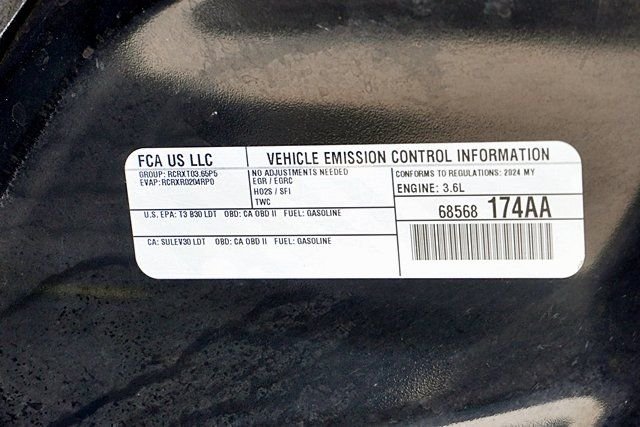 FCA US LLC
VEHICLE EMISSION CONTROL INFORMATION
GROUP: RCRXT03.65P5
EVAP: RCRXR0204RP0
NO ADJUSTMENTS NEEDED
EGR / EGRC
HO2S / SFI
TWC
CONFORMS TO REGULATIONS: 2024 MY
ENGINE: 3.6L
U.S. EPA: T3 B30 LDT OBD: CA OBD II FUEL: GASOLINE
68568 174AA
CA: SULEV30 LDT OBD: CA OBD II FUEL: GASOLINE